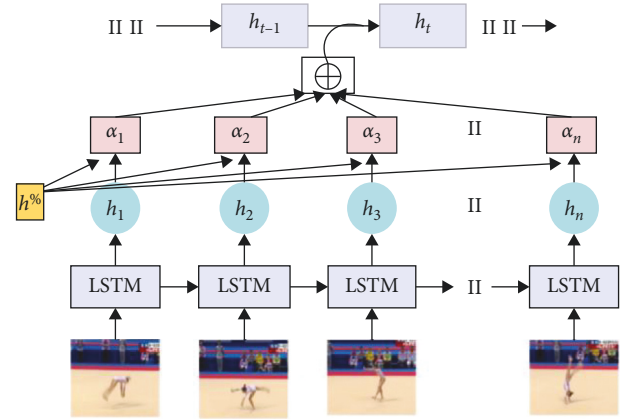 II II h_{t–1} h_t II II
α_1 α_2 α_3 II α_n
h%
h_1 h_2 h_3 II h_n
LSTM LSTM LSTM II LSTM